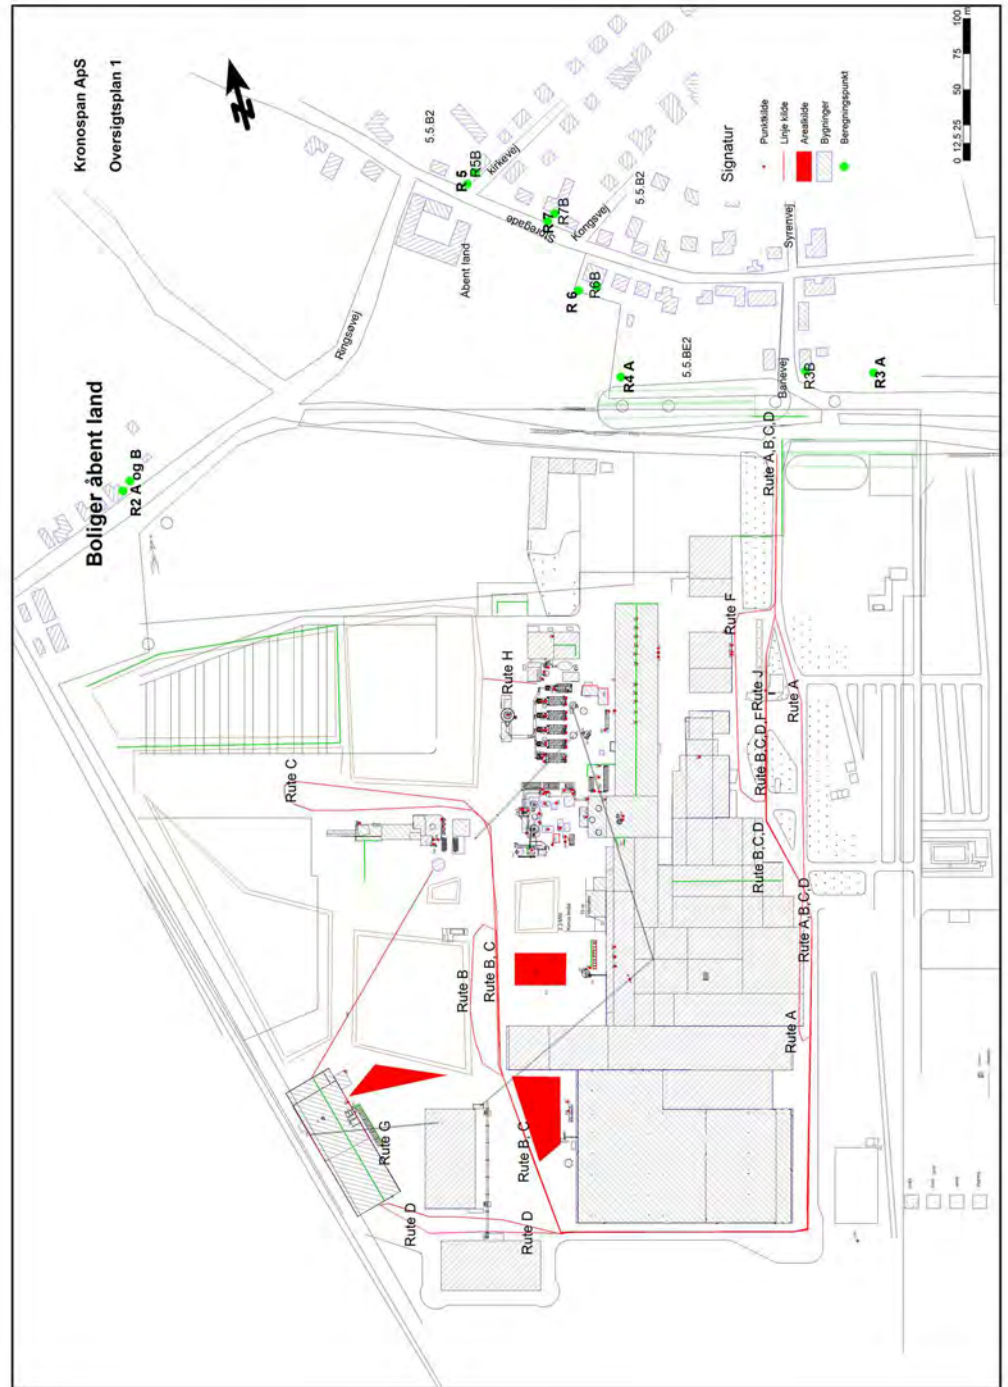 Kronospan ApS
Oversigtsplan 1
Boliger åbent land
R2 A og B
Ringsøvej
Åbent land
5.5.B2
R 5
R5B
Kirkevej
R 7
R7B
Kongsvej
5.5.B2
R 6
R6B
R4 A
5.5.BE2
Banevej
Syrenvej
R3B
R3 A
Signatur
Punktkilde
Linje kilde
Arealkilde
Bygninger
Beregningspunkt
0 12,5 25 50 75 100
m
Rute A,B,C,D
Rute F
Rute H
Rute J
Rute A
Rute B,C,D,F
Rute C
Rute B,C,D
Rute A,B,C,D
Rute B
Rute B, C
Rute A
Rute G
Rute B, C
Rute D
Rute D